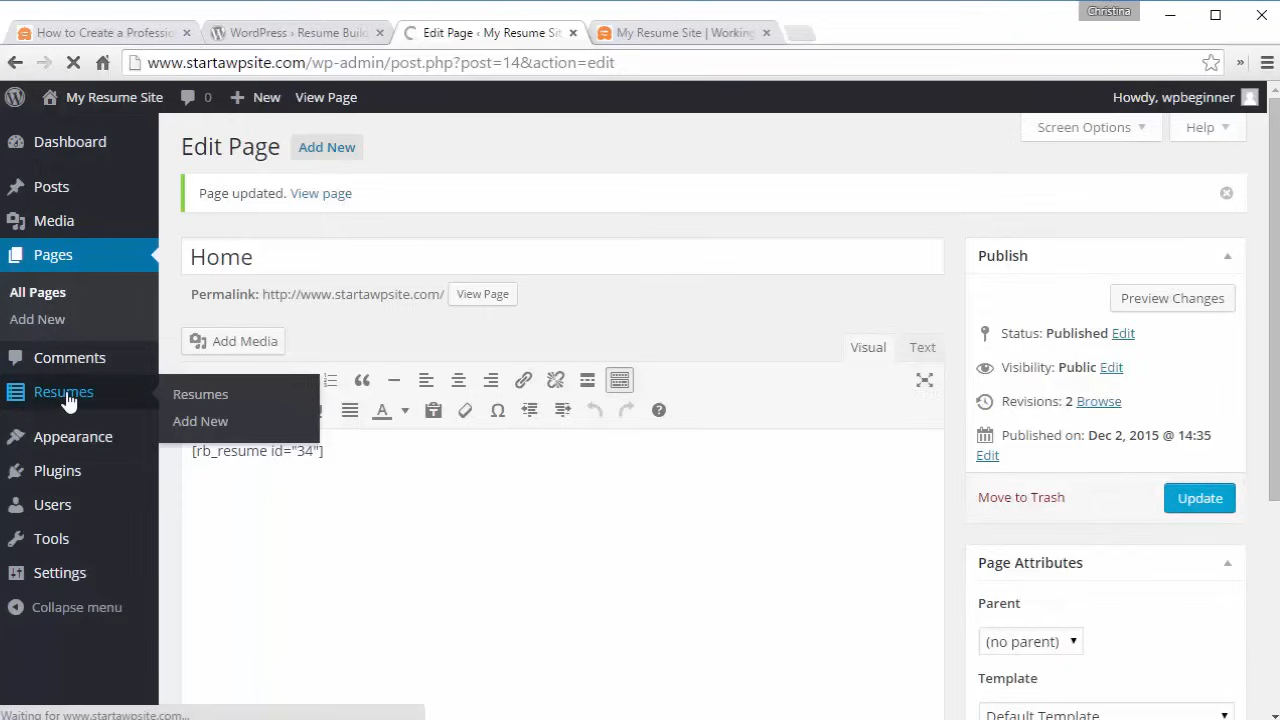 Christina
How to Create a Professio
WordPress › Resume Build
Edit Page ‹ My Resume Sit
My Resume Site | Working
www.startawpsite.com/wp-admin/post.php?post=14&action=edit
»
My Resume Site 0 New View Page Howdy, wpbeginner
Screen Options Help
Dashboard
Posts
Media
Pages
All Pages
Add New
Comments
Resumes
Resumes
Add New
Appearance
Plugins
Users
Tools
Settings
Collapse menu
Edit Page Add New
Page updated. View page
Home
Permalink: http://www.startawpsite.com/ View Page
Add Media
Visual Text
[rb_resume id="34"]
Publish
Preview Changes
Status: Published Edit
Visibility: Public Edit
Revisions: 2 Browse
Published on: Dec 2, 2015 @ 14:35
Edit
Move to Trash Update
Page Attributes
Parent
(no parent)
Template
Default Template
Waiting for www.startawpsite.com...